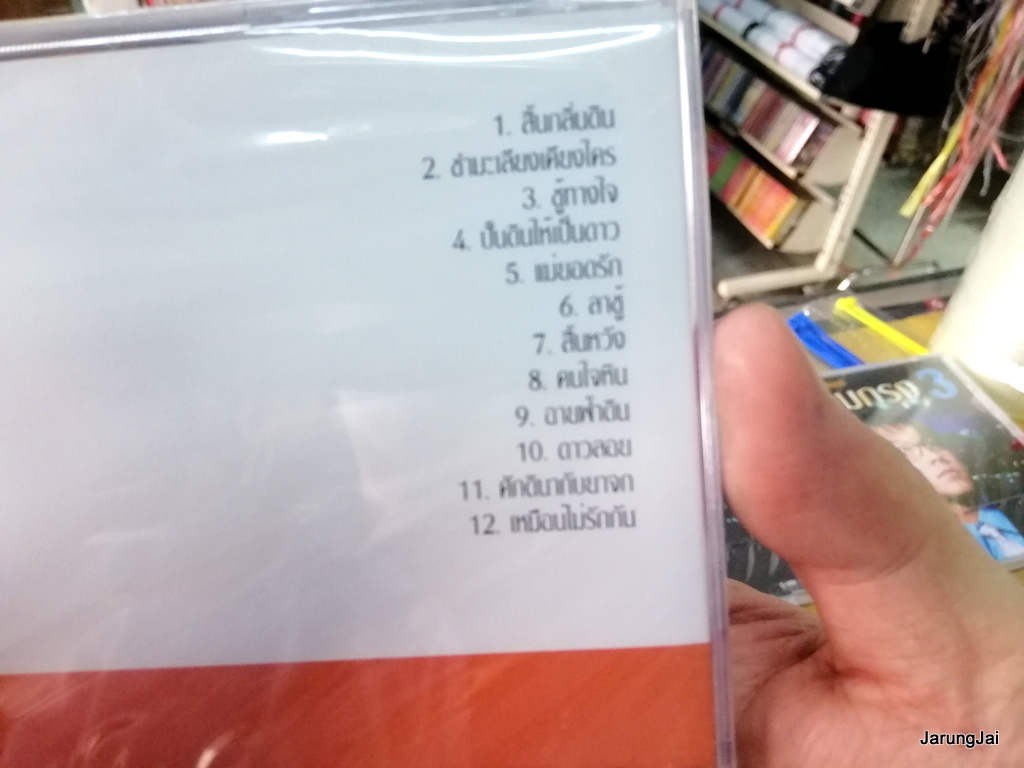 1. สิ้นกลิ่นดิน
2. ชำมะเลียงเคียงใคร
3. ชู้ทางใจ
4. ปั้นดินให้เป็นดาว
5. แม่ยอดรัก
6. ลาชู้
7. สิ้นหวัง
8. คนใจหิน
9. อายฟ้าดิน
10. ดาวลอย
11. ศักดินากับยาจก
12. เหมือนไม่รักกัน
3
JarungJai